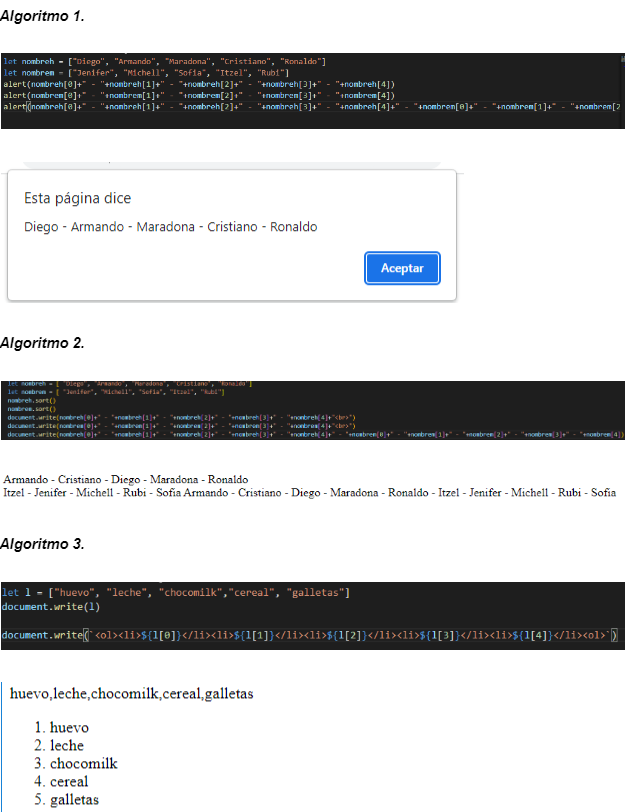 Algoritmo 1.
let nombreh = ["Diego", "Armando", "Maradona", "Cristiano", "Ronaldo"]
let nombrem = ["Jenifer", "Michell", "Sofia", "Itzel", "Rubi"]
alert(nombreh[0]+" - "+nombreh[1]+" - "+nombreh[2]+" - "+nombreh[3]+" - "+nombreh[4])
alert(nombrem[0]+" - "+nombrem[1]+" - "+nombrem[2]+" - "+nombrem[3]+" - "+nombrem[4])
alert(nombreh[0]+" - "+nombreh[1]+" - "+nombreh[2]+" - "+nombreh[3]+" - "+nombreh[4]+" - "+nombrem[0]+" - "+nombrem[1]+" - "+nombrem[2
Esta página dice
Diego - Armando - Maradona - Cristiano - Ronaldo
Aceptar
Algoritmo 2.
let nombreh = [ "Diego", "Armando", "Maradona", "Cristiano", "Ronaldo"]
let nombrem = [ "Jenifer", "Michell", "Sofia", "Itzel", "Rubi"]
nombreh.sort()
nombrem.sort()
document.write(nombreh[0]+" - "+nombreh[1]+" - "+nombreh[2]+" - "+nombreh[3]+" - "+nombreh[4]+"<br>")
document.write(nombrem[0]+" - "+nombrem[1]+" - "+nombrem[2]+" - "+nombrem[3]+" - "+nombrem[4]+"<br>")
document.write(nombreh[0]+" - "+nombreh[1]+" - "+nombreh[2]+" - "+nombreh[3]+" - "+nombreh[4]+" - "+nombrem[0]+" - "+nombrem[1]+" - "+nombrem[2]+" - "+nombrem[3]+" - "+nombrem[4])
Armando - Cristiano - Diego - Maradona - Ronaldo
Itzel - Jenifer - Michell - Rubi - Sofia Armando - Cristiano - Diego - Maradona - Ronaldo - Itzel - Jenifer - Michell - Rubi - Sofia
Algoritmo 3.
let l = ["huevo", "leche", "chocomilk","cereal", "galletas"]
document.write(l)
document.write(`<ol><li>${l[0]}</li><li>${l[1]}</li><li>${l[2]}</li><li>${l[3]}</li><li>${l[4]}</li><ol>`)
huevo,leche,chocomilk,cereal,galletas
1. huevo
2. leche
3. chocomilk
4. cereal
5. galletas